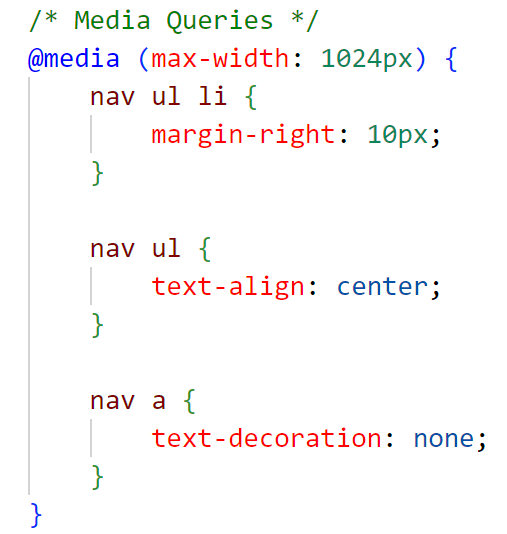 /* Media Queries */
@media (max-width: 1024px) {
    nav ul li {
        margin-right: 10px;
    }

    nav ul {
        text-align: center;
    }

    nav a {
        text-decoration: none;
    }
}